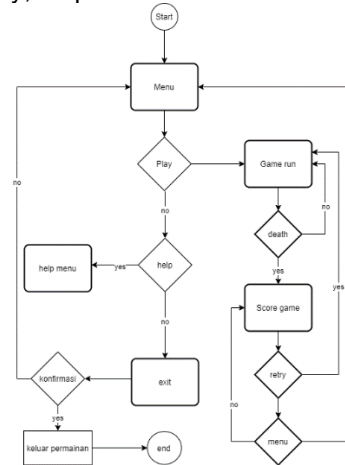 Start
Menu
Play
Game run
no
no
no
death
help menu
yes
help
yes
yes
Score game
no
konfirmasi
exit
no
retry
yes
keluar permainan
end
menu